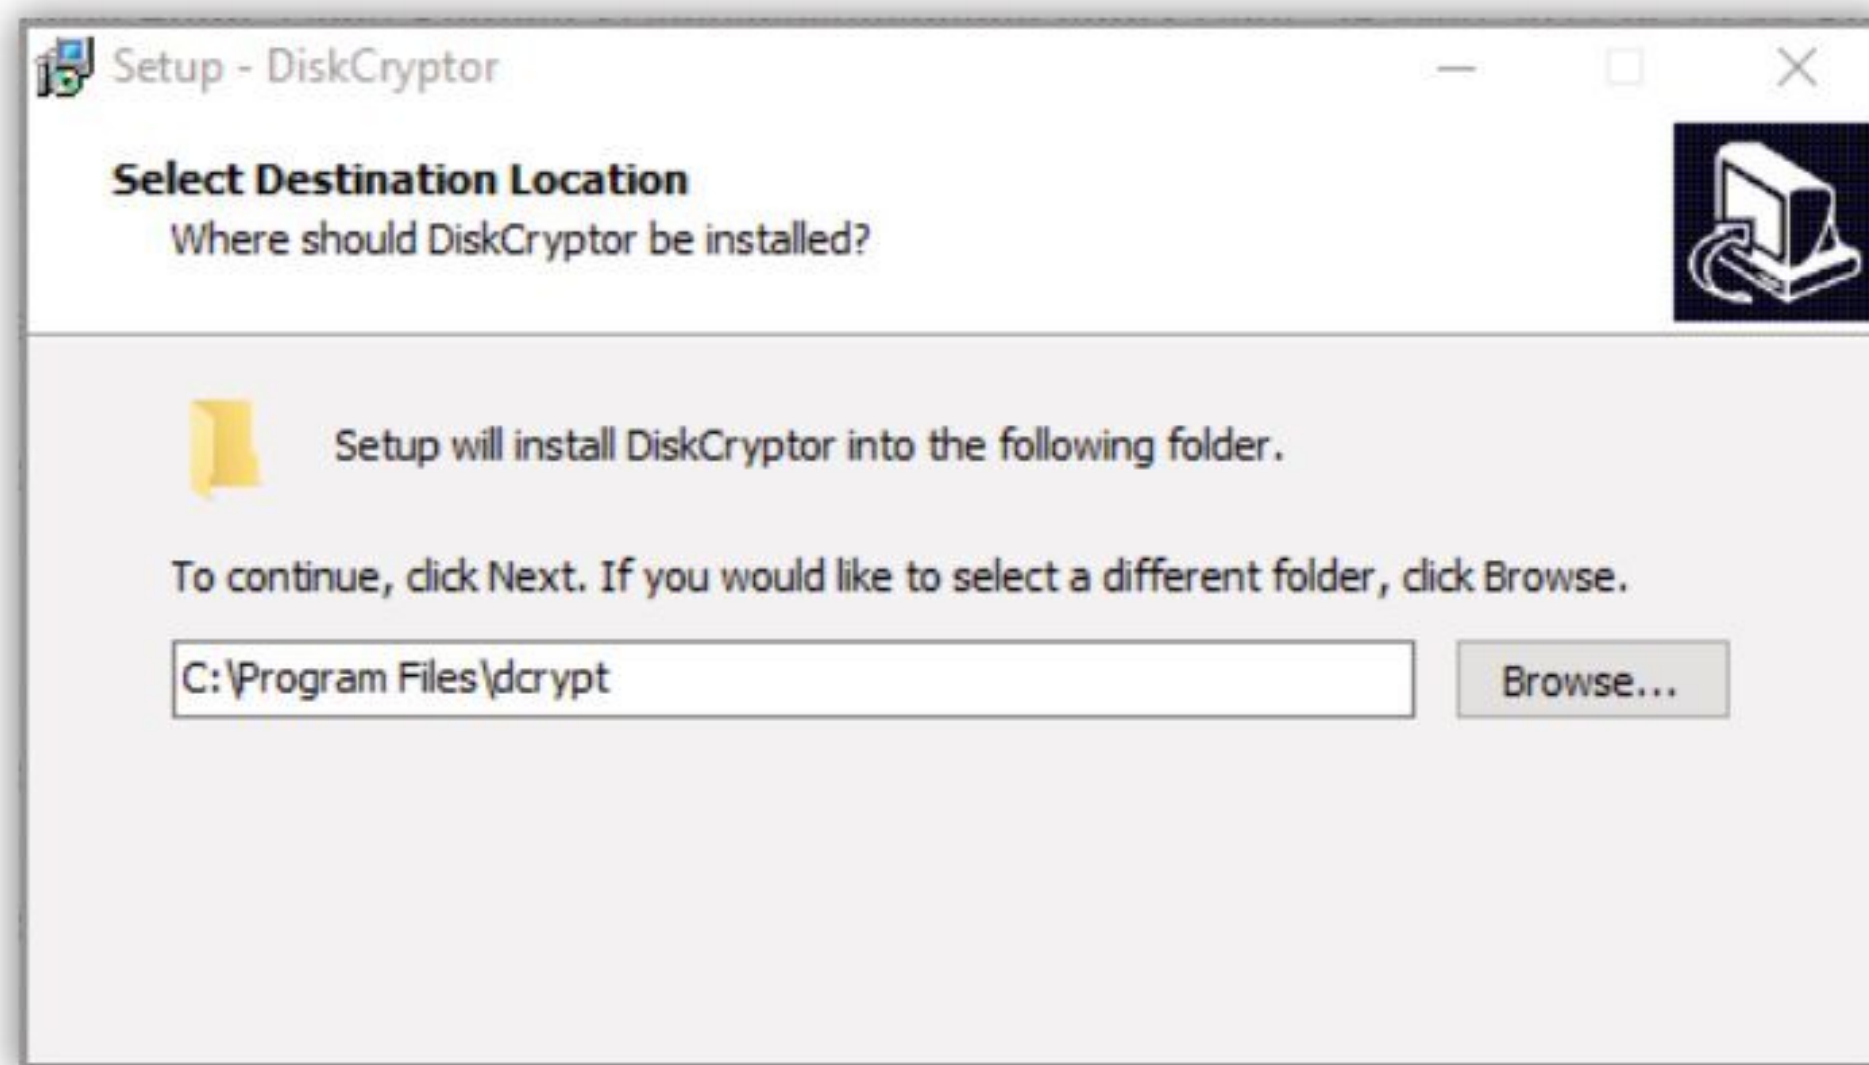 Setup - DiskCryptor
Select Destination Location
Where should DiskCryptor be installed?
Setup will install DiskCryptor into the following folder.
To continue, click Next. If you would like to select a different folder, click Browse.
C:\Program Files\dcrypt
Browse...